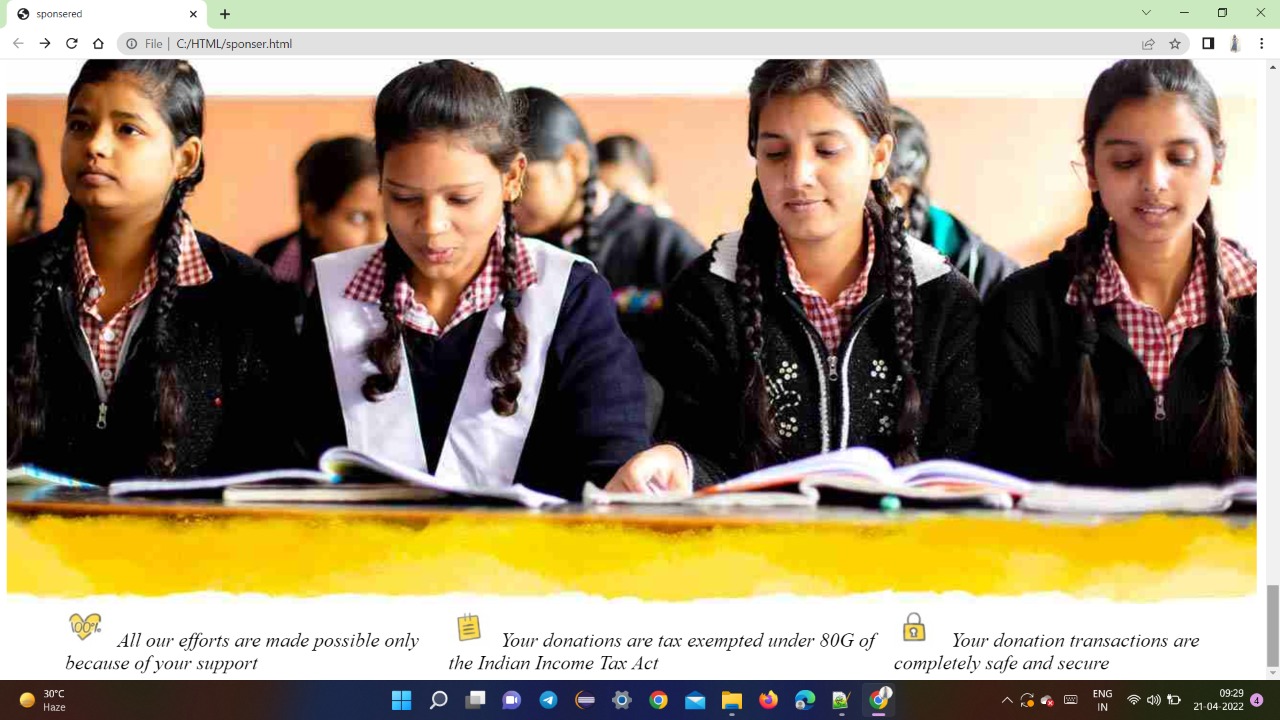 sponsered
File | C:/HTML/sponser.html
100%
All our efforts are made possible only
because of your support
Your donations are tax exempted under 80G of
the Indian Income Tax Act
Your donation transactions are
completely safe and secure
30°C
Haze
ENG
IN
09:29
21-04-2022
4